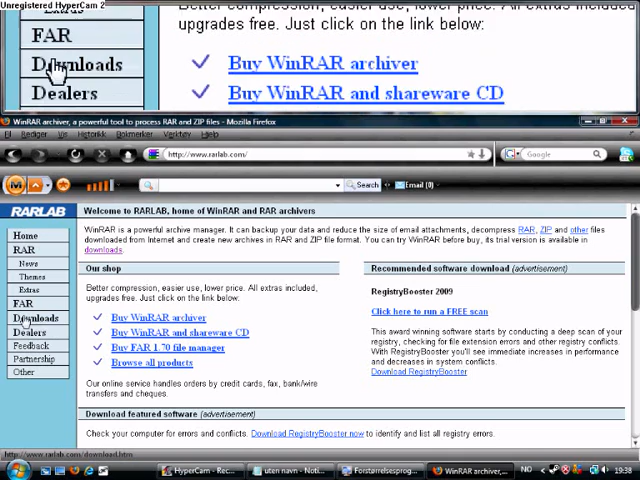 Unregistered HyperCam 2
Better compression, easier use, lower price. All extras included
Extras
upgrades free. Just click on the link below:
FAR
Downloads
Buy WinRAR archiver
Dealers
Buy WinRAR and shareware CD
WinRAR archiver, a powerful tool to process RAR and ZIP files - Mozilla Firefox
Rediger Vis Historikk Bokmerker Verktøy Hjelp
http://www.rarlab.com/
Google
Search
Email (0)
RARLAB
Welcome to RARLAB, home of WinRAR and RAR archivers
Home
RAR
News
Themes
Extras
FAR
Downloads
Dealers
Feedback
Partnership
Other
WinRAR is a powerful archive manager. It can backup your data and reduce the size of email attachments, decompress RAR, ZIP and other files
downloaded from Internet and create new archives in RAR and ZIP file format. You can try WinRAR before buy, its trial version is available in
downloads.
Our shop
Better compression, easier use, lower price. All extras included,
upgrades free. Just click on the link below:
Buy WinRAR archiver
Buy WinRAR and shareware CD
Buy FAR 1.70 file manager
Browse all products
Our online service handles orders by credit cards, fax, bank/wire
transfers and cheques.
Recommended software download (advertisement)
RegistryBooster 2009
Click here to run a FREE scan
This award winning software starts by conducting a deep scan of your
registry, checking for file extension errors and other registry conflicts.
With RegistryBooster you'll see immediate increases in performance
and decreases in system conflicts.
Download RegistryBooster
Download featured software (advertisement)
Check your computer for errors and conflicts. Download RegistryBooster now to identify and list all registry errors.
http://www.rarlab.com/download.htm
HyperCam - Rec...
uten navn - Noti...
Forstørrelsesprog...
WinRAR archiver,...
NO
19:38